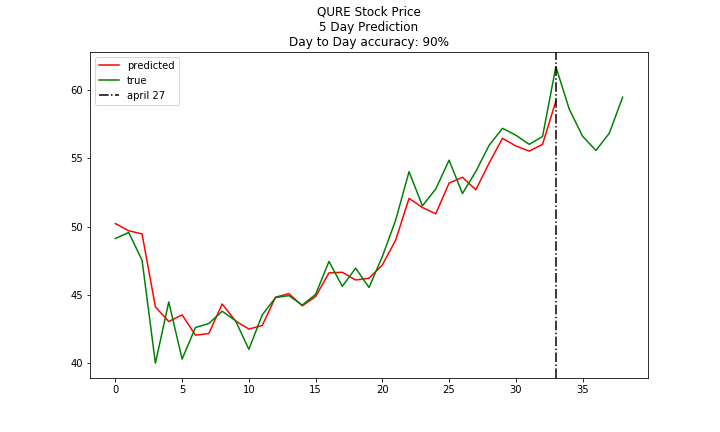 QURE Stock Price
5 Day Prediction
Day to Day accuracy: 90%
predicted
true
april 27
60
55
50
45
40
0 5 10 15 20 25 30 35